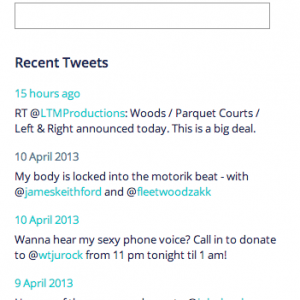 Recent Tweets
15 hours ago
RT @LTMProductions: Woods / Parquet Courts /
Left & Right announced today. This is a big deal.
10 April 2013
My body is locked into the motorik beat - with
@jameskeithford and @fleetwoodzakk
10 April 2013
Wanna hear my sexy phone voice? Call in to donate
to @wtjurock from 11 pm tonight til 1 am!
9 April 2013